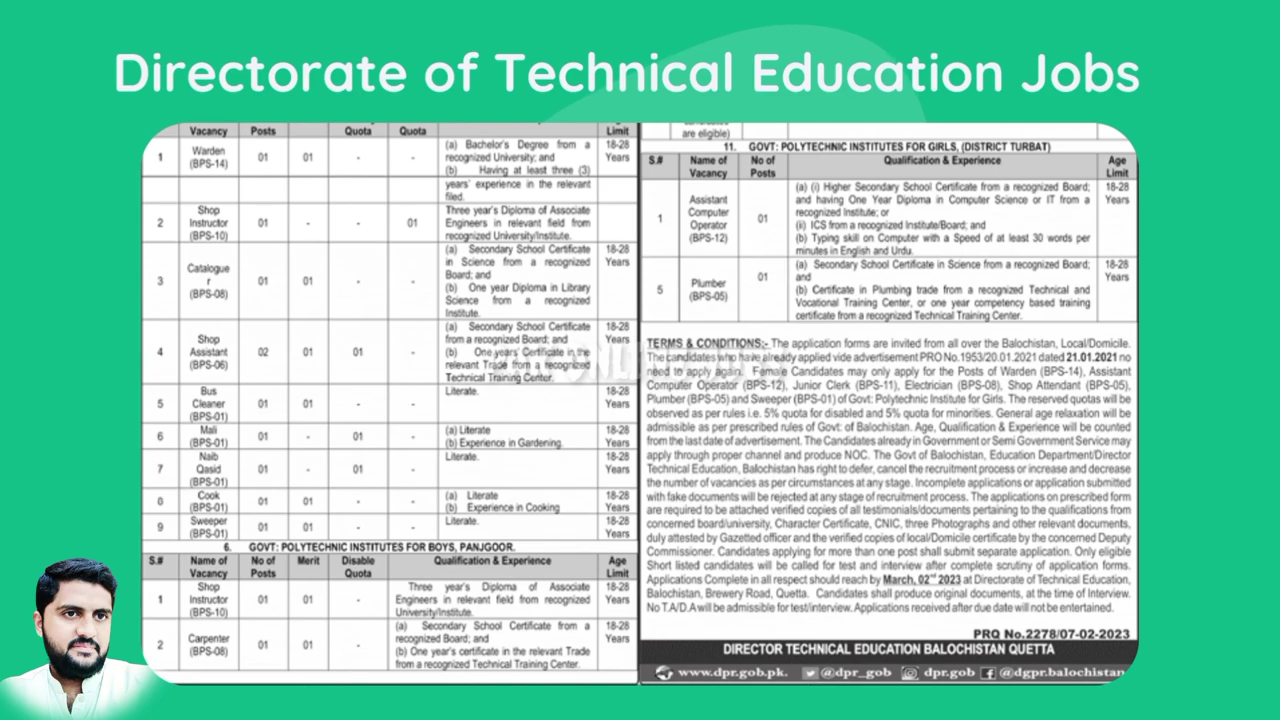 Directorate of Technical Education Jobs
Vacancy Posts Quota Quota Limit
1 Warden (BPS-14) 01 01 - - (a) Bachelor's Degree from a recognized University; and (b) Having at least three (3) years' experience in the relevant filed. 18-28 Years
2 Shop Instructor (BPS-10) 01 - - 01 Three year's Diploma of Associate Engineers in relevant field from recognized University/Institute.
3 Catalogue r (BPS-08) 01 01 - - (a) Secondary School Certificate in Science from a recognized Board; and (b) One year Diploma in Library Science from a recognized Institute. 18-28 Years
4 Shop Assistant (BPS-06) 02 01 01 - (a) Secondary School Certificate from a recognized Board; and (b) One years' Certificate in the relevant Trade from a recognized Technical Training Center. 18-28 Years
5 Bus Cleaner (BPS-01) 01 01 - - Literate. 18-28 Years
6 Mali (BPS-01) 01 - 01 - (a) Literate (b) Experience in Gardening. 18-28 Years
7 Naib Qasid (BPS-01) 01 - 01 - Literate. 18-28 Years
8 Cook (BPS-01) 01 01 - - (a) Literate (b) Experience in Cooking 18-28 Years
9 Sweeper (BPS-01) 01 01 - - Literate. 18-28 Years
6. GOVT: POLYTECHNIC INSTITUTES FOR BOYS, PANJGOOR.
S.# Name of Vacancy No of Posts Merit Disable Quota Qualification & Experience Age Limit
1 Shop Instructor (BPS-10) 01 01 - Three year's Diploma of Associate Engineers in relevant field from recognized University/Institute. 18-28 Years
2 Carpenter (BPS-08) 01 01 - (a) Secondary School Certificate from a recognized Board; and (b) One year's certificate in the relevant Trade from a recognized Technical Training Center. 18-28 Years
are eligible)
11. GOVT: POLYTECHNIC INSTITUTES FOR GIRLS, (DISTRICT TURBAT)
S.# Name of Vacancy No of Posts Qualification & Experience Age Limit
1 Assistant Computer Operator (BPS-12) 01 (a) (i) Higher Secondary School Certificate from a recognized Board; and having One Year Diploma in Computer Science or IT from a recognized Institute; or (ii) ICS from a recognized Institute/Board; and (b) Typing skill on Computer with a Speed of at least 30 words per minutes in English and Urdu. 18-28 Years
5 Plumber (BPS-05) 01 (a) Secondary School Certificate in Science from a recognized Board; and (b) Certificate in Plumbing trade from a recognized Technical and Vocational Training Center, or one year competency based training certificate from a recognized Technical Training Center. 18-28 Years
TERMS & CONDITIONS;- The application forms are invited from all over the Balochistan, Local/Domicile.
The candidates who have already applied vide advertisement PRO No.1953/20.01.2021 dated 21.01.2021 no
need to apply again. Female Candidates may only apply for the Posts of Warden (BPS-14), Assistant
Computer Operator (BPS-12), Junior Clerk (BPS-11), Electrician (BPS-08), Shop Attendant (BPS-05),
Plumber (BPS-05) and Sweeper (BPS-01) of Govt: Polytechnic Institute for Girls. The reserved quotas will be
observed as per rules i.e. 5% quota for disabled and 5% quota for minorities. General age relaxation will be
admissible as per prescribed rules of Govt: of Balochistan. Age, Qualification & Experience will be counted
from the last date of advertisement. The Candidates already in Government or Semi Government Service may
apply through proper channel and produce NOC. The Govt of Balochistan, Education Department/Director
Technical Education, Balochistan has right to defer, cancel the recruitment process or increase and decrease
the number of vacancies as per circumstances at any stage. Incomplete applications or application submitted
with fake documents will be rejected at any stage of recruitment process. The applications on prescribed form
are required to be attached verified copies of all testimonials/documents pertaining to the qualifications from
concerned board/university, Character Certificate, CNIC, three Photographs and other relevant documents,
duly attested by Gazetted officer and the verified copies of local/Domicile certificate by the concerned Deputy
Commissioner. Candidates applying for more than one post shall submit separate application. Only eligible
Short listed candidates will be called for test and interview after complete scrutiny of application forms.
Applications Complete in all respect should reach by March, 02nd 2023 at Directorate of Technical Education,
Balochistan, Brewery Road, Quetta. Candidates shall produce original documents, at the time of Interview.
No T.A/D.A will be admissible for test/interview. Applications received after due date will not be entertained.
PRQ No.2278/07-02-2023
DIRECTOR TECHNICAL EDUCATION BALOCHISTAN QUETTA
www.dpr.gob.pk. @dpr_gob dpr.gob @dgpr.balochistan